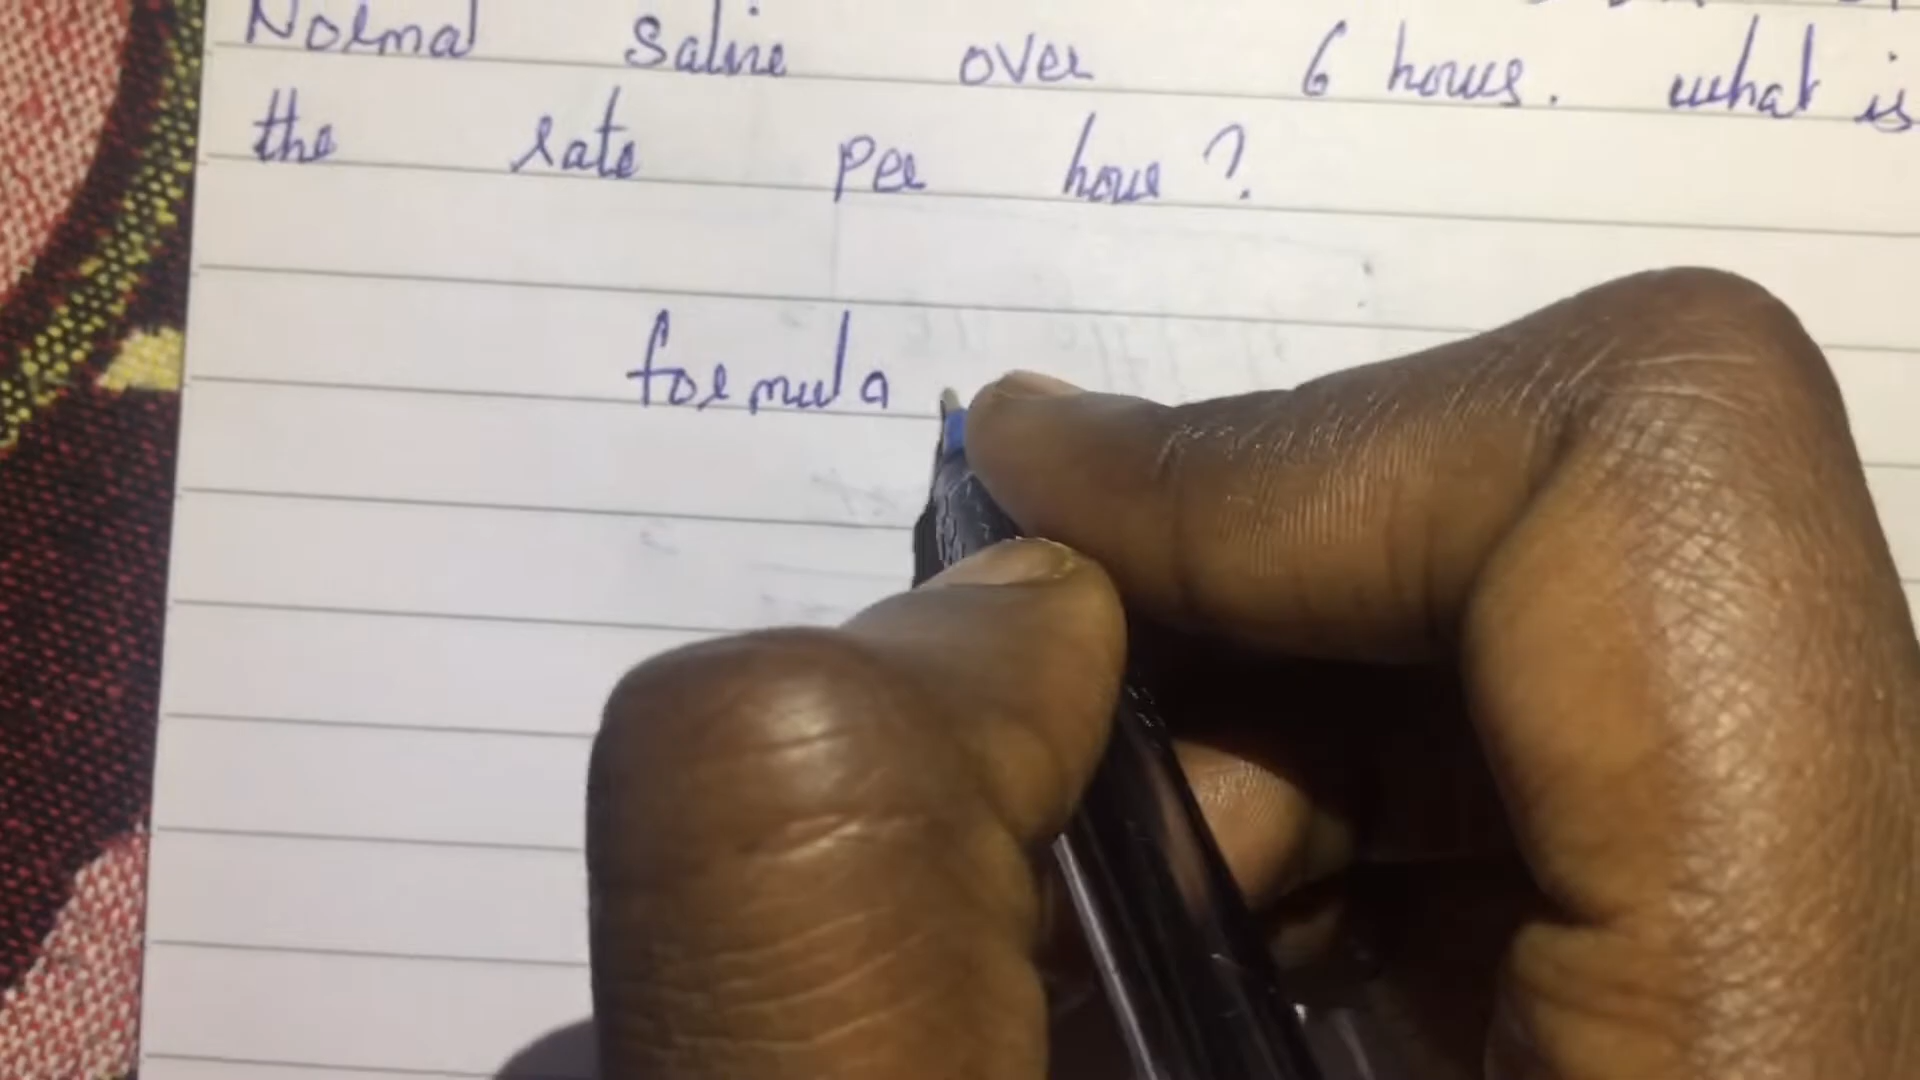 Normal saline over 6 hours. what is
the rate per hour?
formula